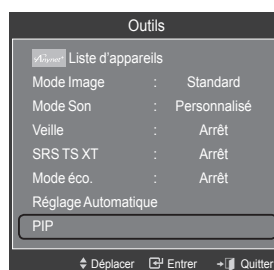 Outils
Anynet+ Liste d'appareils
Mode Image : Standard
Mode Son : Personnalisé
Veille : Arrêt
SRS TS XT : Arrêt
Mode éco. : Arrêt
Réglage Automatique
PIP
Déplacer Entrer Quitter